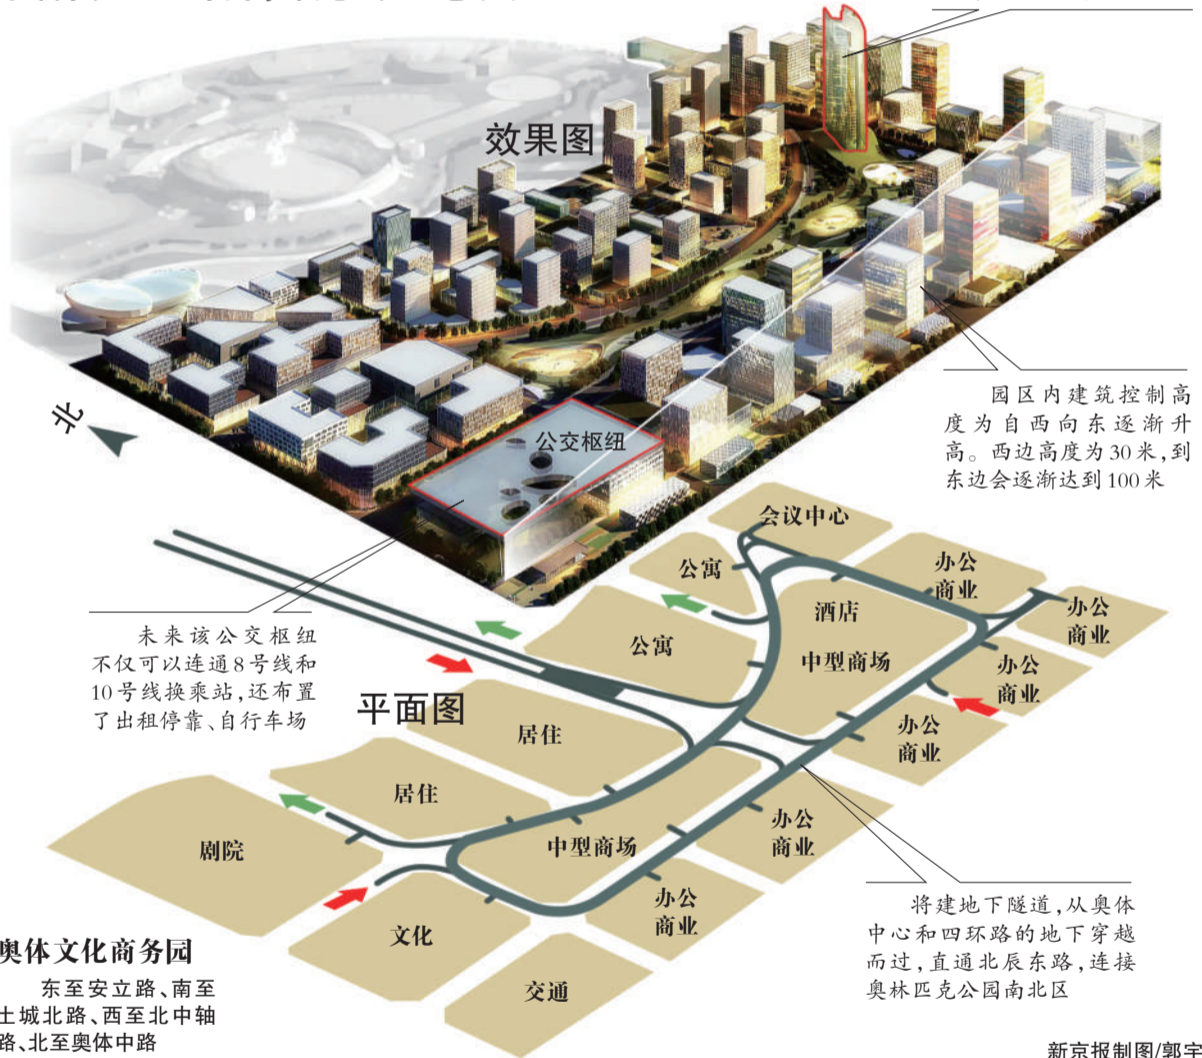 效果图
北
公交枢纽
园区内建筑控制高
度为自西向东逐渐升
高。西边高度为30米,到
东边会逐渐达到100米
未来该公交枢纽
不仅可以连通8号线和
10号线换乘站,还布置
了出租停靠、自行车场
平面图
会议中心
公寓
办公
商业
酒店
办公
商业
公寓
中型商场
办公
商业
居住
办公
商业
居住
办公
商业
剧院
中型商场
办公
商业
文化
交通
将建地下隧道,从奥体
中心和四环路的地下穿越
而过,直通北辰东路,连接
奥林匹克公园南北区
奥体文化商务园
东至安立路、南至
土城北路、西至北中轴
路、北至奥体中路
新京报制图/郭宇